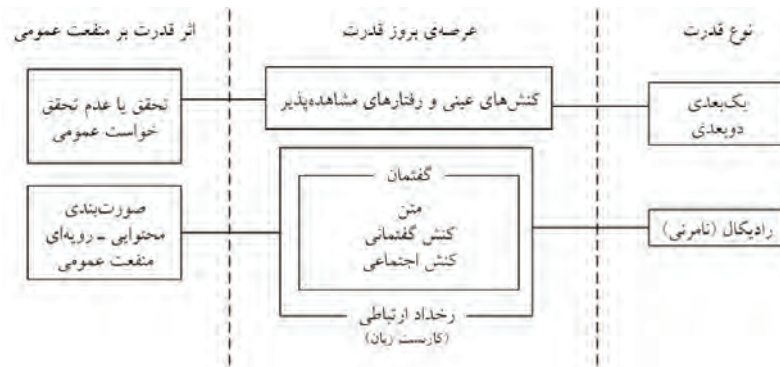 نوع قدرت
عرصه‌ی بروز قدرت
اثر قدرت بر منفعت عمومی
یک‌بعدی
دوبعدی
کنش‌های عینی و رفتارهای مشاهده‌پذیر
تحقق یا عدم تحقق
خواست عمومی
رادیکال (نامرئی)
گفتمان
متن
کنش گفتمانی
کنش اجتماعی
رخداد ارتباطی
(کاربست زبان)
صورت‌بندی
محتوایی - رویه‌ای
منفعت عمومی